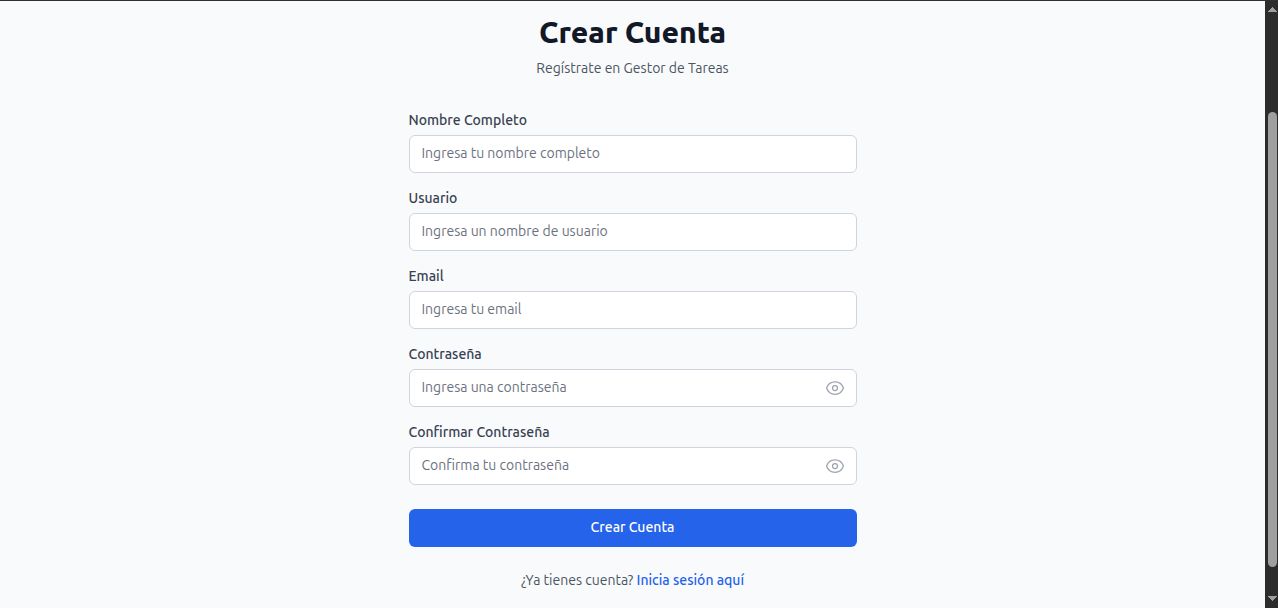 Crear Cuenta
Regístrate en Gestor de Tareas
Nombre Completo
Ingresa tu nombre completo
Usuario
Ingresa un nombre de usuario
Email
Ingresa tu email
Contraseña
Ingresa una contraseña
Confirmar Contraseña
Confirma tu contraseña
Crear Cuenta
¿Ya tienes cuenta? Inicia sesión aquí